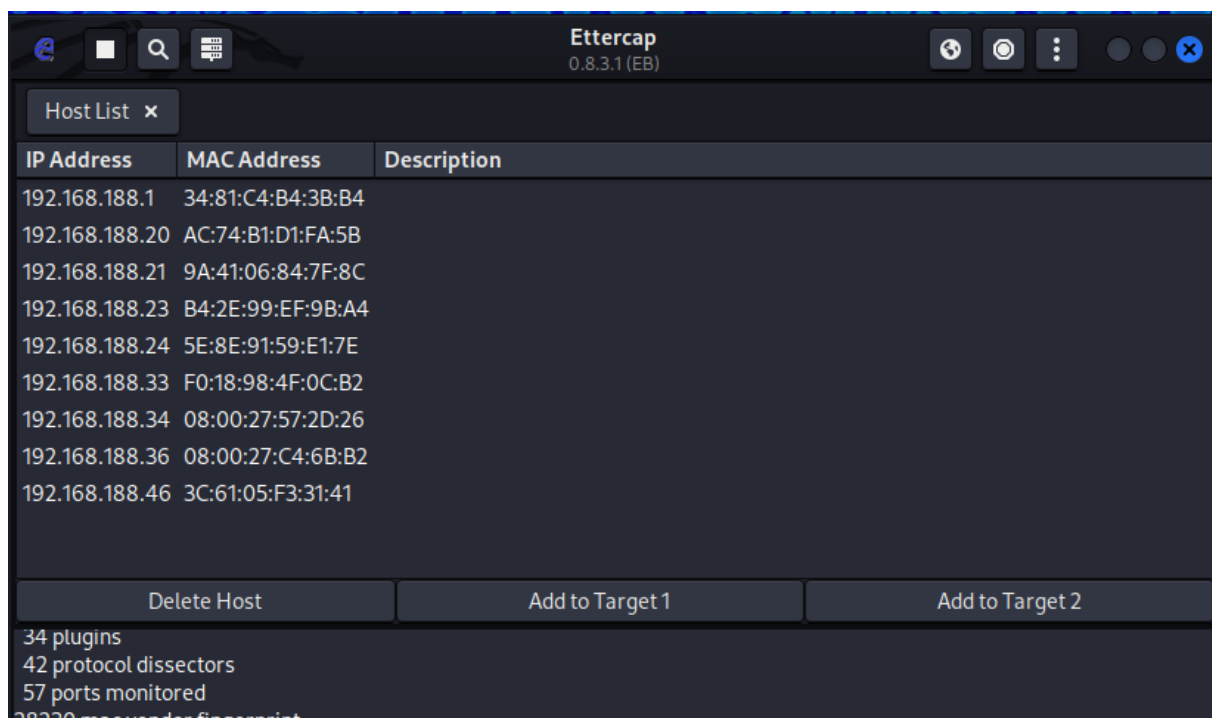 Ettercap
0.8.3.1 (EB)
Host List ×
IP Address MAC Address Description
192.168.188.1 34:81:C4:B4:3B:B4
192.168.188.20 AC:74:B1:D1:FA:5B
192.168.188.21 9A:41:06:84:7F:8C
192.168.188.23 B4:2E:99:EF:9B:A4
192.168.188.24 5E:8E:91:59:E1:7E
192.168.188.33 F0:18:98:4F:0C:B2
192.168.188.34 08:00:27:57:2D:26
192.168.188.36 08:00:27:C4:6B:B2
192.168.188.46 3C:61:05:F3:31:41
Delete Host Add to Target 1 Add to Target 2
34 plugins
42 protocol dissectors
57 ports monitored